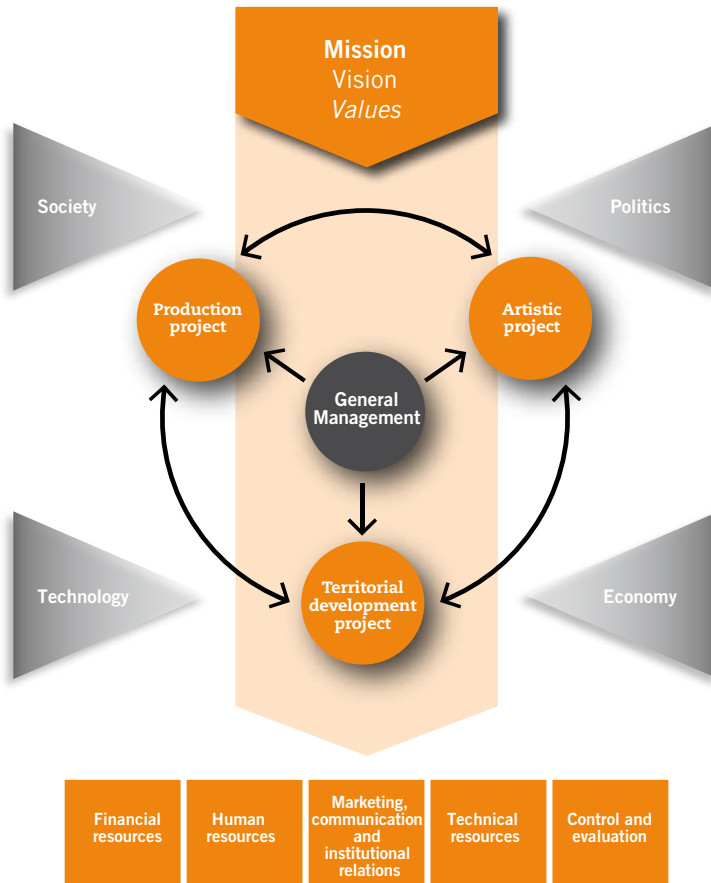 Mission
Vision
Values
Society
Politics
Production
project
Artistic
project
General
Management
Technology
Economy
Territorial
development
project
Financial
resources
Human
resources
Marketing,
communication
and
institutional
relations
Technical
resources
Control and
evaluation